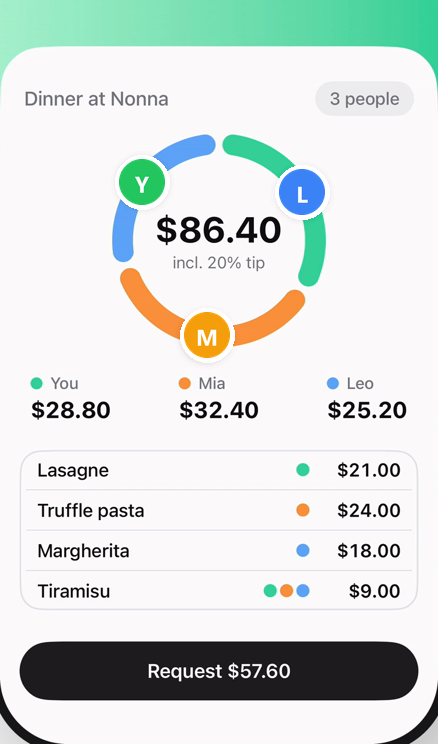 Dinner at Nonna 3 people
Y
L
$86.40
incl. 20% tip
M
You Mia Leo
$28.80 $32.40 $25.20
Lasagne $21.00
Truffle pasta $24.00
Margherita $18.00
Tiramisu $9.00
Request $57.60